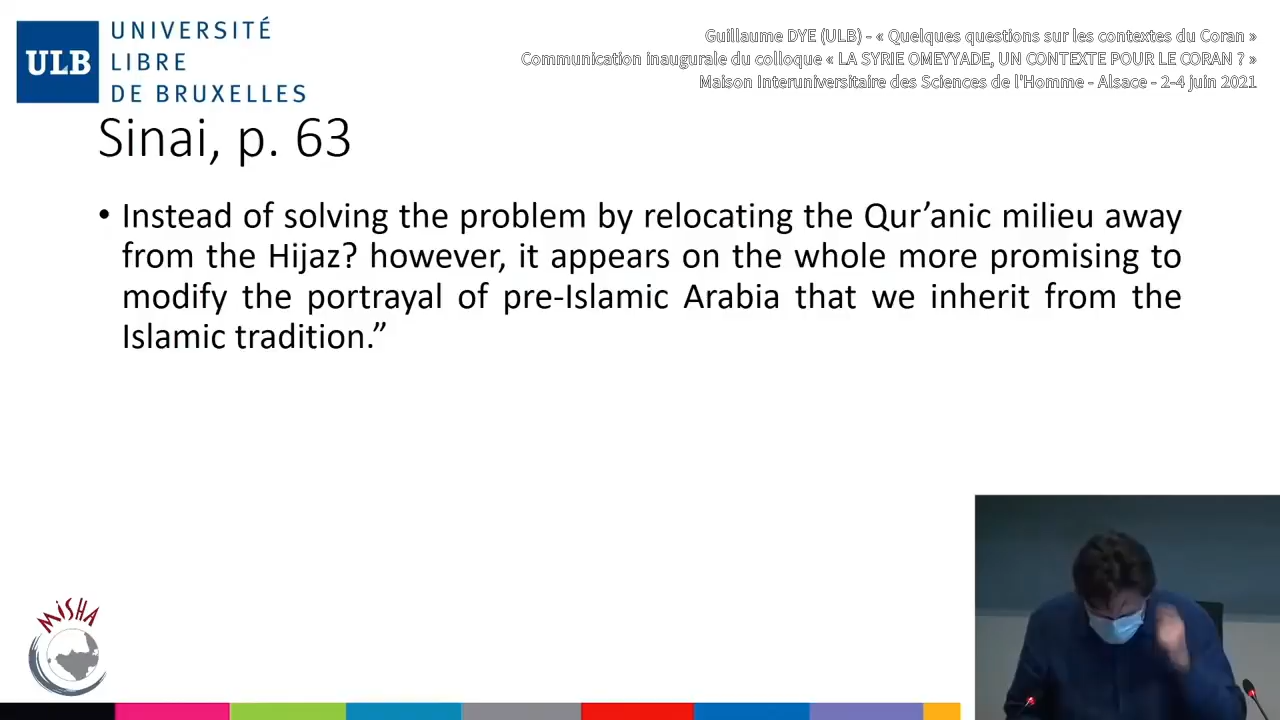 ULB
UNIVERSITÉ
LIBRE
DE BRUXELLES
Guillaume DYE (ULB) - « Quelques questions sur les contextes du Coran »
Communication inaugurale du colloque « LA SYRIE OMEYYADE, UN CONTEXTE POUR LE CORAN ? »
Maison Interuniversitaire des Sciences de l'Homme - Alsace - 2-4 juin 2021
Sinai, p. 63
• Instead of solving the problem by relocating the Qur’anic milieu away
from the Hijaz? however, it appears on the whole more promising to
modify the portrayal of pre-Islamic Arabia that we inherit from the
Islamic tradition.”
MiSHA